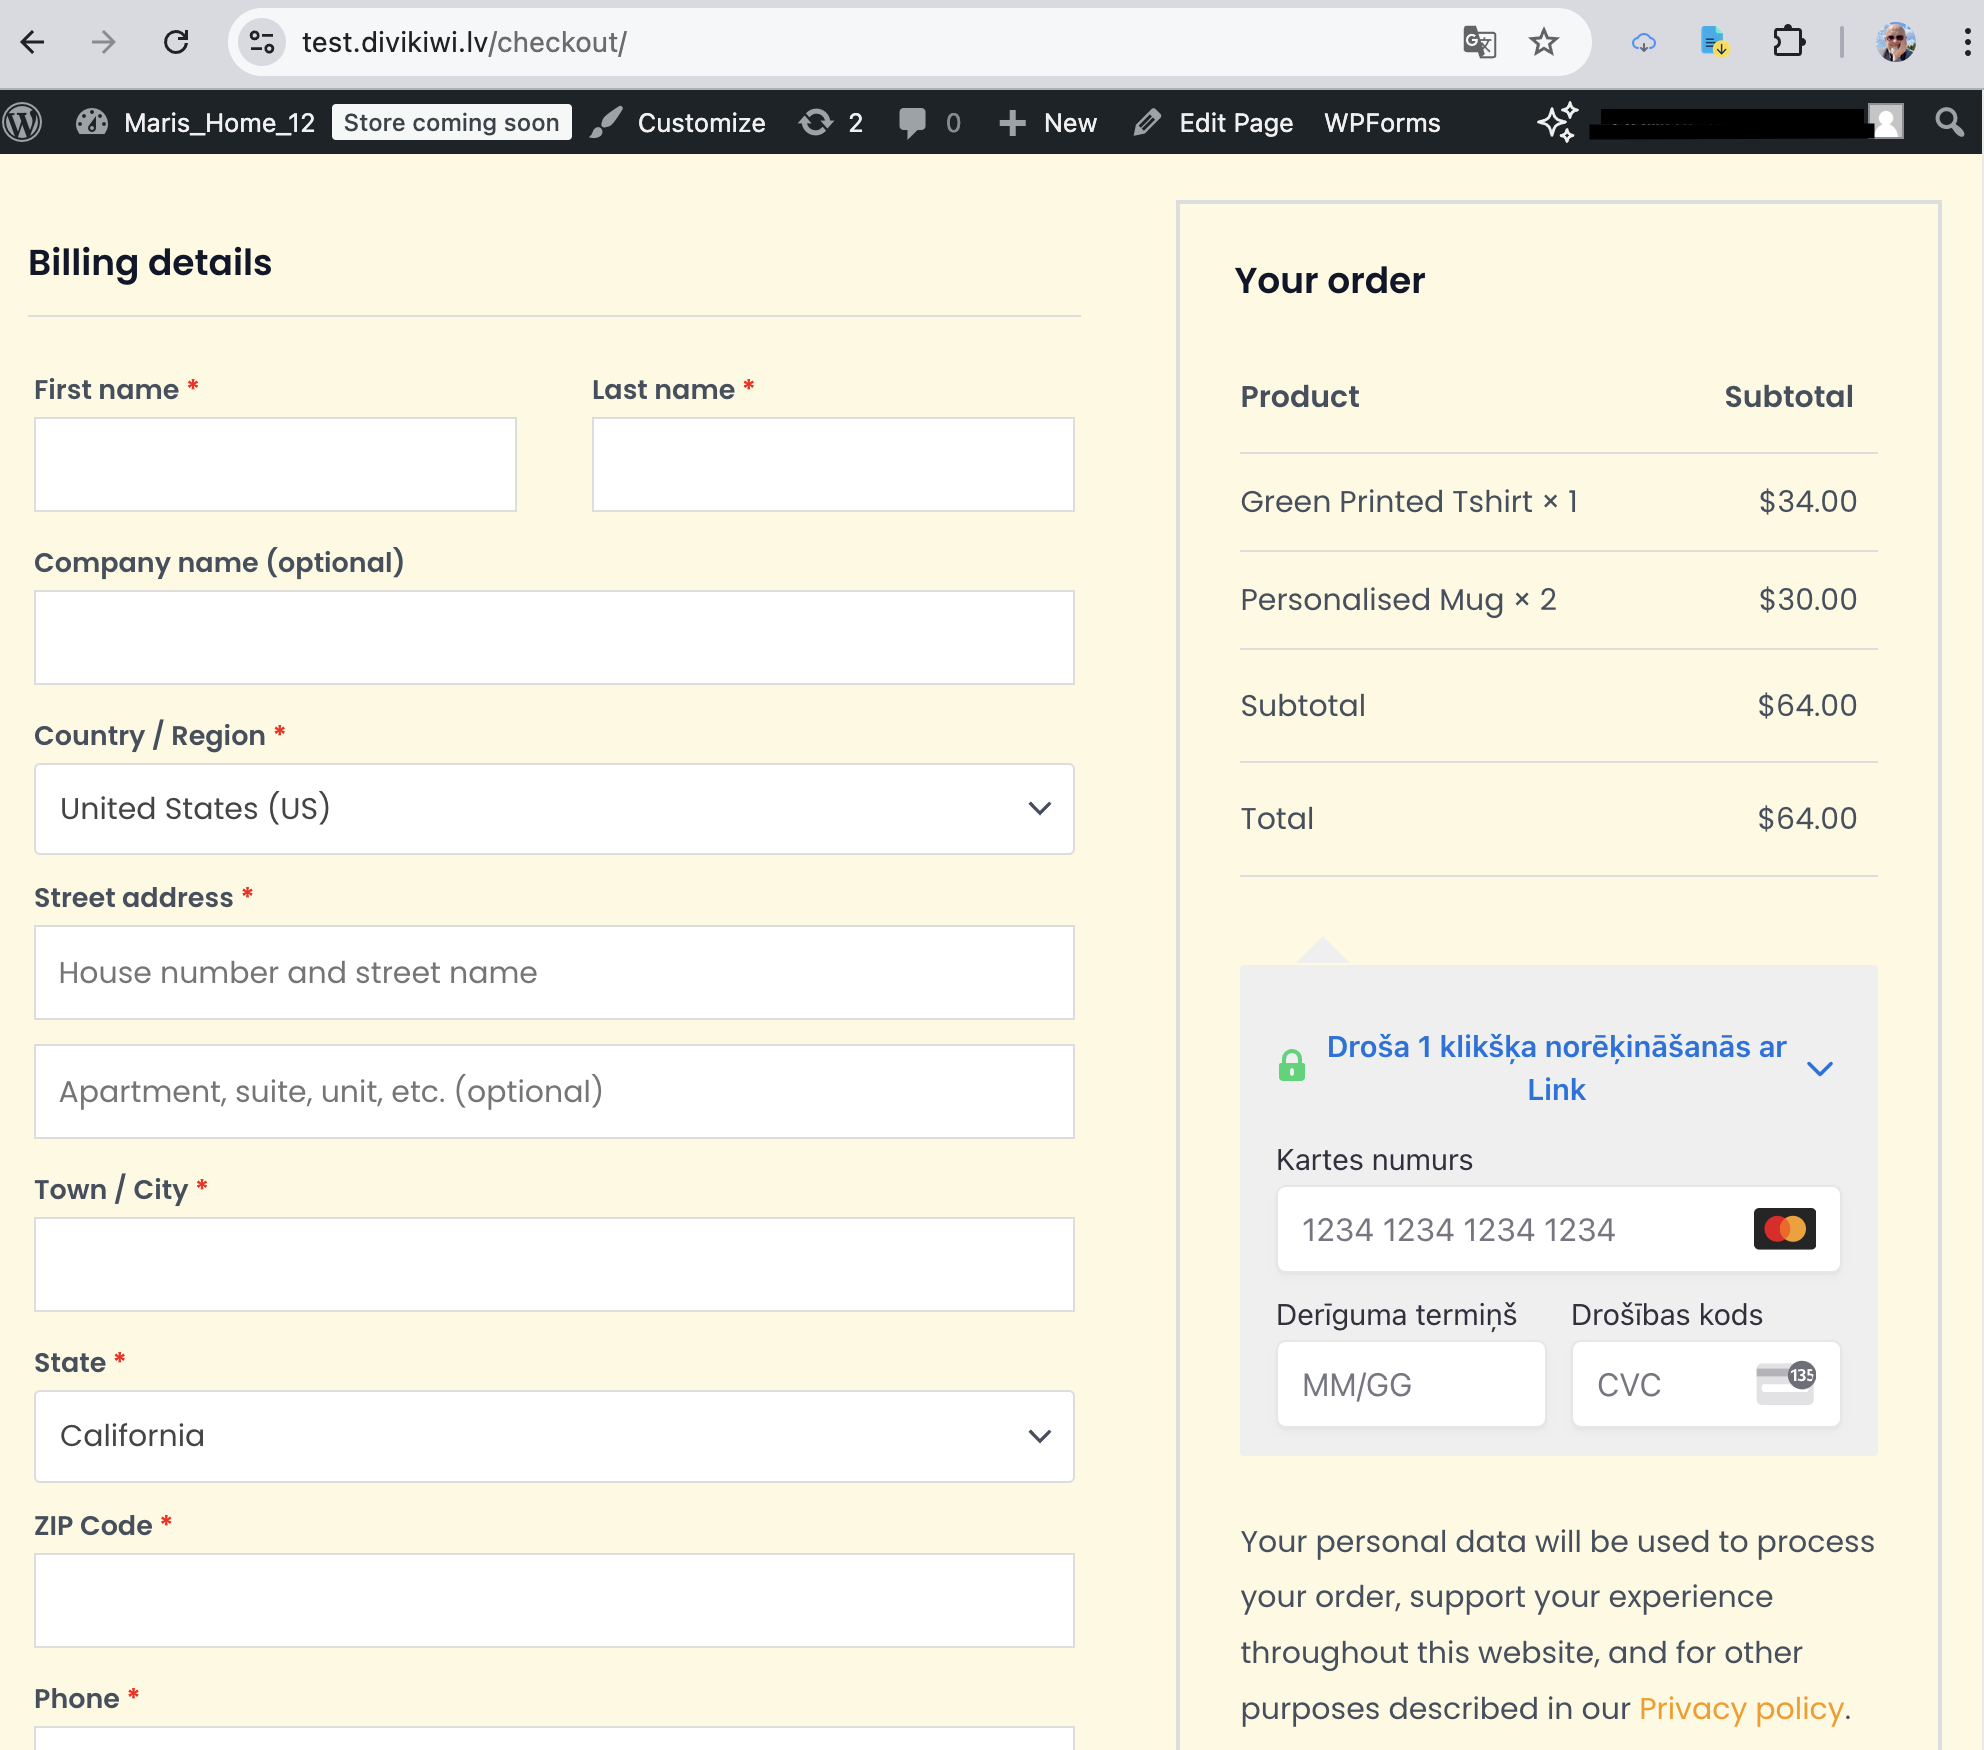 test.divikiwi.lv/checkout/
Maris_Home_12 Store coming soon Customize 2 0 New Edit Page WPForms
Billing details
First name * Last name *
Company name (optional)
Country / Region *
United States (US)
Street address *
House number and street name
Apartment, suite, unit, etc. (optional)
Town / City *
State *
California
ZIP Code *
Phone *
Your order
Product Subtotal
Green Printed Tshirt × 1 $34.00
Personalised Mug × 2 $30.00
Subtotal $64.00
Total $64.00
Droša 1 klikšķa norēķināšanās ar
Link
Kartes numurs
1234 1234 1234 1234
Derīguma termiņš Drošības kods
MM/GG CVC 135
Your personal data will be used to process
your order, support your experience
throughout this website, and for other
purposes described in our Privacy policy.